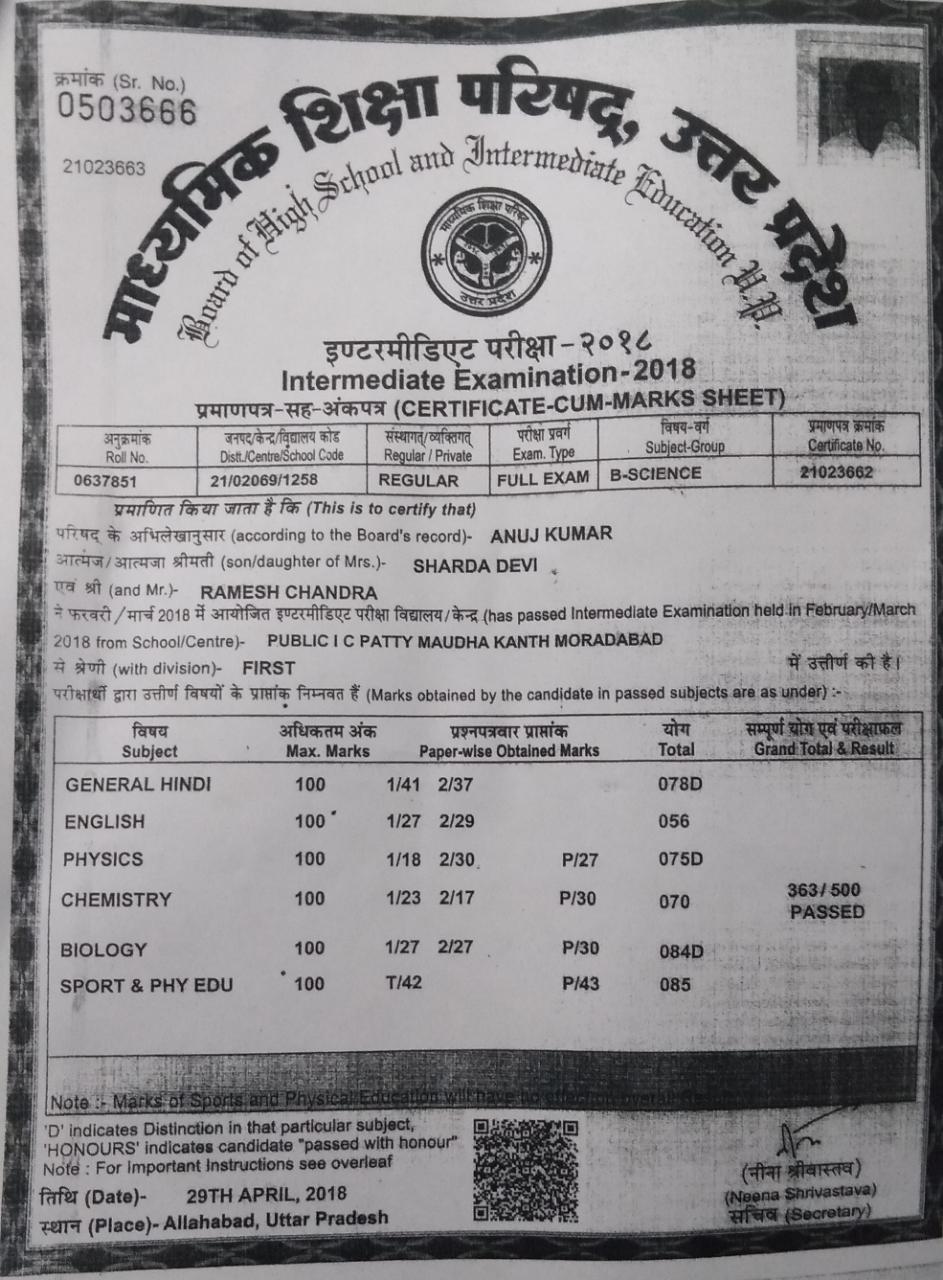 क्रमांक (Sr. No.)
0503666
21023663
माध्यमिक शिक्षा परिषद्, उत्तर प्रदेश
Board of High School and Intermediate Education U.P.
माध्यमिक शिक्षा परिषद
उत्तर प्रदेश
इण्टरमीडिएट परीक्षा-२०१८
Intermediate Examination-2018
प्रमाणपत्र-सह-अंकपत्र (CERTIFICATE-CUM-MARKS SHEET)
अनुक्रमांक जनपद/केन्द्र/विद्यालय कोड संस्थागत/व्यक्तिगत् परीक्षा प्रवर्ग विषय-वर्ग प्रमाणपत्र क्रमांक
Roll No. Distt./Centre/School Code Regular / Private Exam. Type Subject-Group Certificate No.
0637851 21/02069/1258 REGULAR FULL EXAM B-SCIENCE 21023662
प्रमाणित किया जाता है कि (This is to certify that)
परिषद् के अभिलेखानुसार (according to the Board's record)- ANUJ KUMAR
आत्मज/आत्मजा श्रीमती (son/daughter of Mrs.)- SHARDA DEVI
एवं श्री (and Mr.)- RAMESH CHANDRA
ने फरवरी/मार्च 2018 में आयोजित इण्टरमीडिएट परीक्षा विद्यालय/केन्द्र (has passed Intermediate Examination held in February/March
2018 from School/Centre)- PUBLIC I C PATTY MAUDHA KANTH MORADABAD
से श्रेणी (with division)- FIRST में उत्तीर्ण की है।
परीक्षार्थी द्वारा उत्तीर्ण विषयों के प्राप्तांक निम्नवत हैं (Marks obtained by the candidate in passed subjects are as under) :-
विषय अधिकतम अंक प्रश्नपत्रवार प्राप्तांक योग सम्पूर्ण योग एवं परीक्षाफल
Subject Max. Marks Paper-wise Obtained Marks Total Grand Total & Result
GENERAL HINDI 100 1/41 2/37 078D
ENGLISH 100 1/27 2/29 056
PHYSICS 100 1/18 2/30 P/27 075D
CHEMISTRY 100 1/23 2/17 P/30 070 363/500
PASSED
BIOLOGY 100 1/27 2/27 P/30 084D
SPORT & PHY EDU 100 T/42 P/43 085
Note :- Marks of Sports and Physical Education will have no effect on overall
'D' indicates Distinction in that particular subject,
'HONOURS' indicates candidate "passed with honour"
Note : For Important Instructions see overleaf
तिथि (Date)- 29TH APRIL, 2018
स्थान (Place)- Allahabad, Uttar Pradesh
(नीना श्रीवास्तव)
(Neena Shrivastava)
सचिव (Secretary)